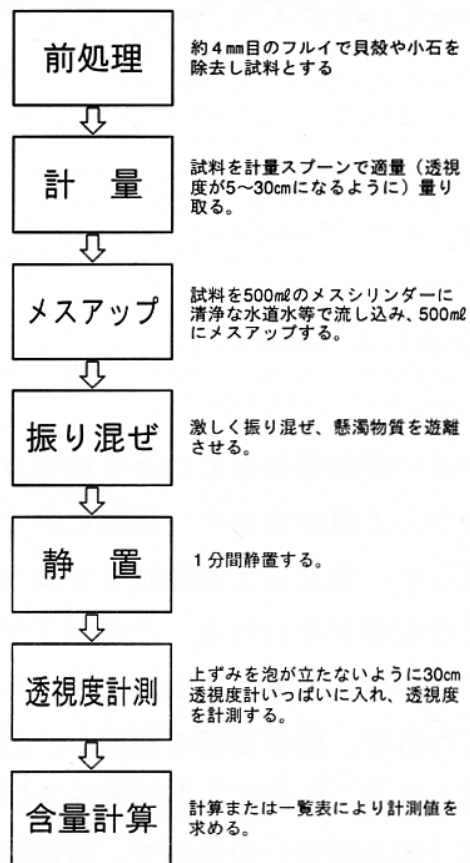 前処理
約4㎜目のフルイで貝殻や小石を
除去し試料とする
計 量
試料を計量スプーンで適量（透視
度が5～30㎝になるように）量り
取る。
メスアップ
試料を500㎖のメスシリンダーに
清浄な水道水等で流し込み、500㎖
にメスアップする。
振り混ぜ
激しく振り混ぜ、懸濁物質を遊離
させる。
静 置
1分間静置する。
透視度計測
上ずみを泡が立たないように30㎝
透視度計いっぱいに入れ、透視度
を計測する。
含量計算
計算または一覧表により計測値を
求める。